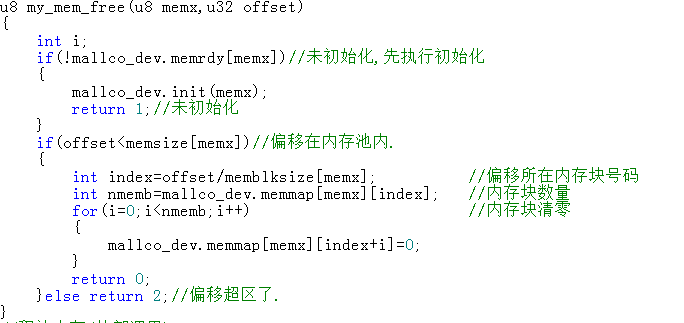 u8 my_mem_free(u8 memx,u32 offset)
{
int i;
if(!mallco_dev.memrdy[memx])//未初始化,先执行初始化
{
mallco_dev.init(memx);
return 1;//未初始化
}
if(offset<memsize[memx])//偏移在内存池内.
{
int index=offset/memblksize[memx]; //偏移所在内存块号码
int nmemb=mallco_dev.memmap[memx][index]; //内存块数量
for(i=0;i<nmemb;i++) //内存块清零
{
mallco_dev.memmap[memx][index+i]=0;
}
return 0;
}else return 2;//偏移超区了.
}